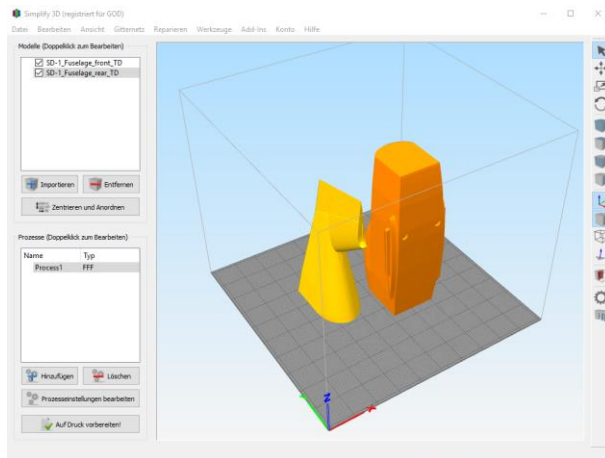 Simplify 3D (registriert für GOD)
Datei Bearbeiten Ansicht Gitternetz Reparieren Werkzeuge Add-Ins Konto Hilfe
Modelle (Doppelklick zum Bearbeiten)
SD-1_Fuselage_front_TD
SD-1_Fuselage_rear_TD
Importieren Entfernen
Zentrieren und Anordnen
Prozesse (Doppelklick zum Bearbeiten)
Name Typ
Process1 FFF
Hinzufügen Löschen
Prozesseinstellungen bearbeiten
Auf Druck vorbereiten!
Z
X